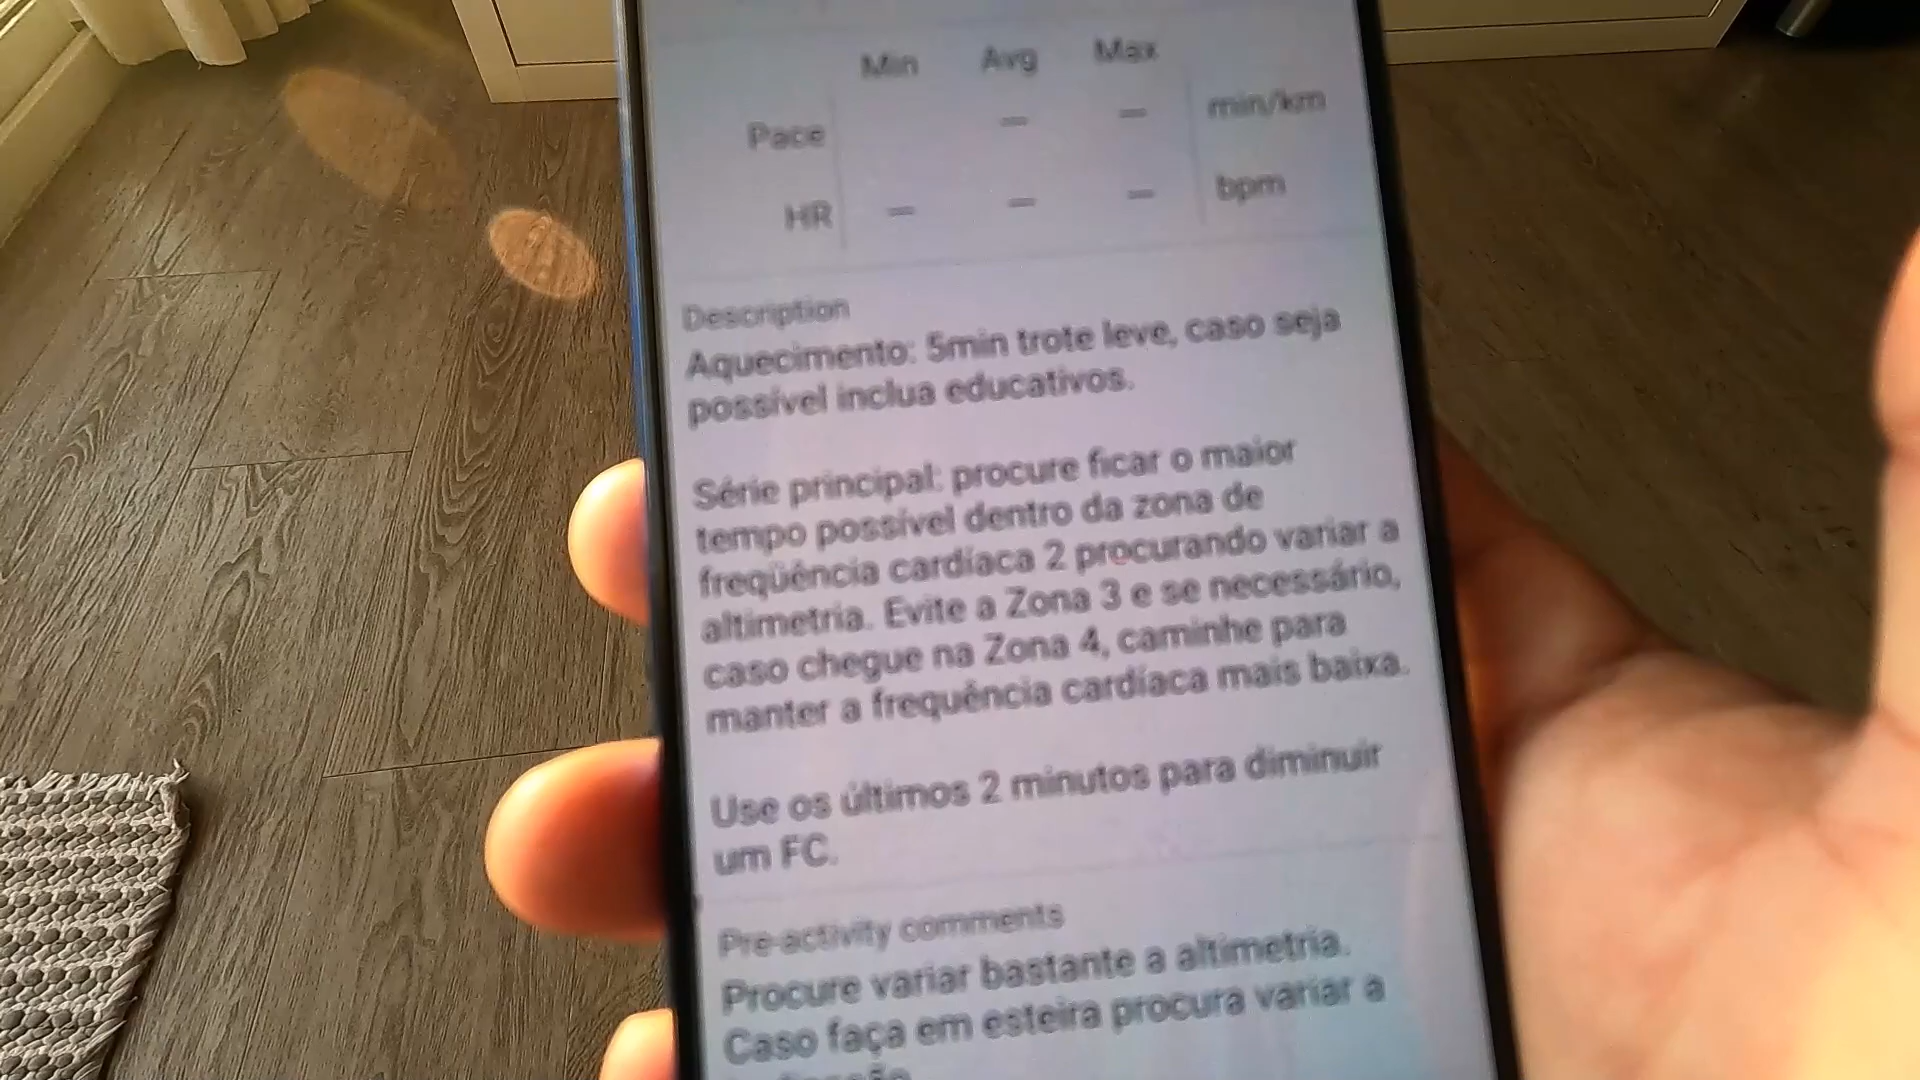 Min Avg Max
Pace — — min/km
HR — — — bpm
Description
Aquecimento: 5min trote leve, caso seja
possível inclua educativos.
Série principal: procure ficar o maior
tempo possível dentro da zona de
freqüência cardíaca 2 procurando variar a
altimetria. Evite a Zona 3 e se necessário,
caso chegue na Zona 4, caminhe para
manter a frequência cardíaca mais baixa.
Use os últimos 2 minutos para diminuir
um FC.
Pre-activity comments
Procure variar bastante a altimetria.
Caso faça em esteira procura variar a